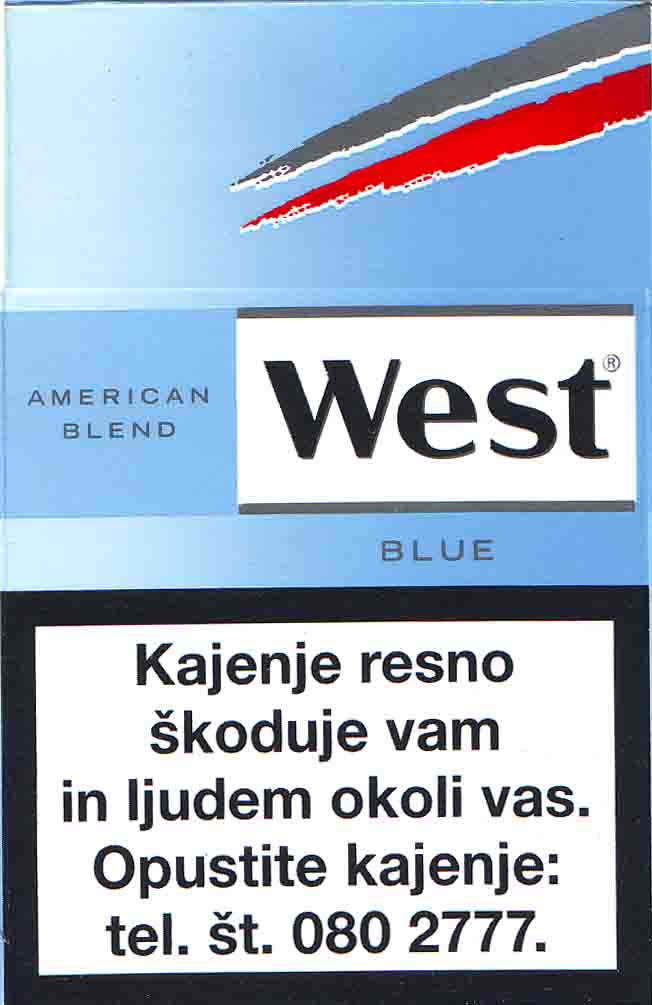 AMERICAN
BLEND
West®
BLUE
Kajenje resno
škoduje vam
in ljudem okoli vas.
Opustite kajenje:
tel. št. 080 2777.